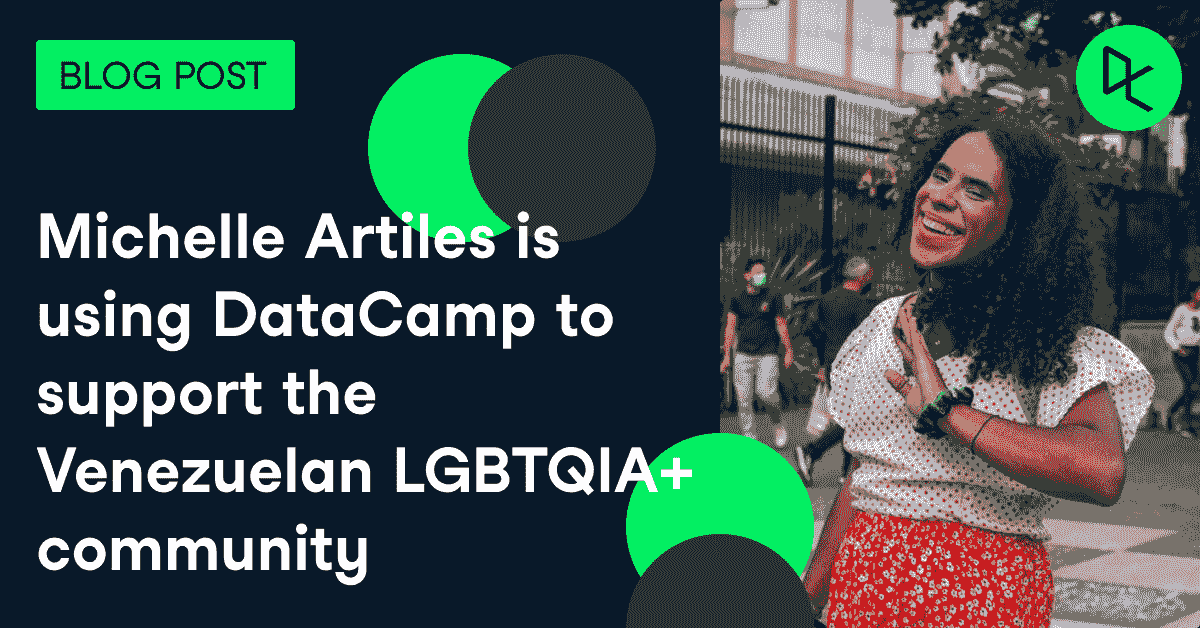 BLOG POST
Michelle Artiles is
using DataCamp to
support the
Venezuelan LGBTQIA+
community